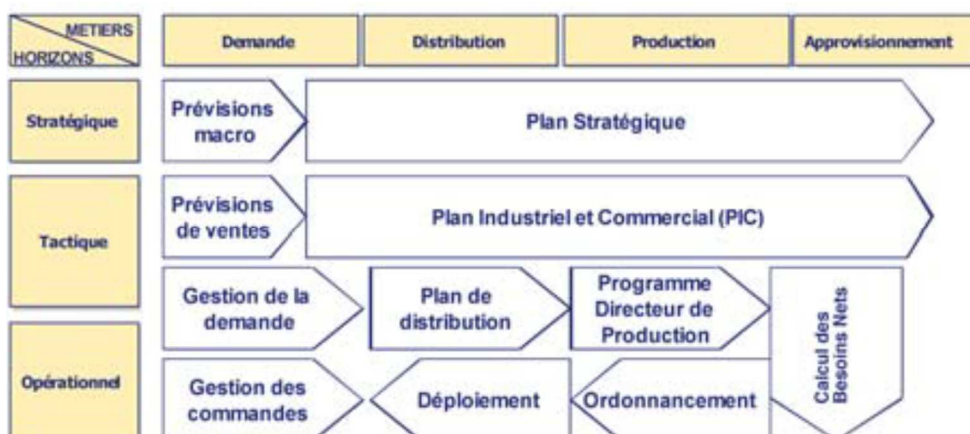 METIERS
HORIZONS
Demande
Distribution
Production
Approvisionnement
Stratégique
Prévisions
macro
Plan Stratégique
Tactique
Prévisions
de ventes
Plan Industriel et Commercial (PIC)
Gestion de la
demande
Plan de
distribution
Programme
Directeur de
Production
Calcul des
Besoins Nets
Opérationnel
Gestion des
commandes
Déploiement
Ordonnancement